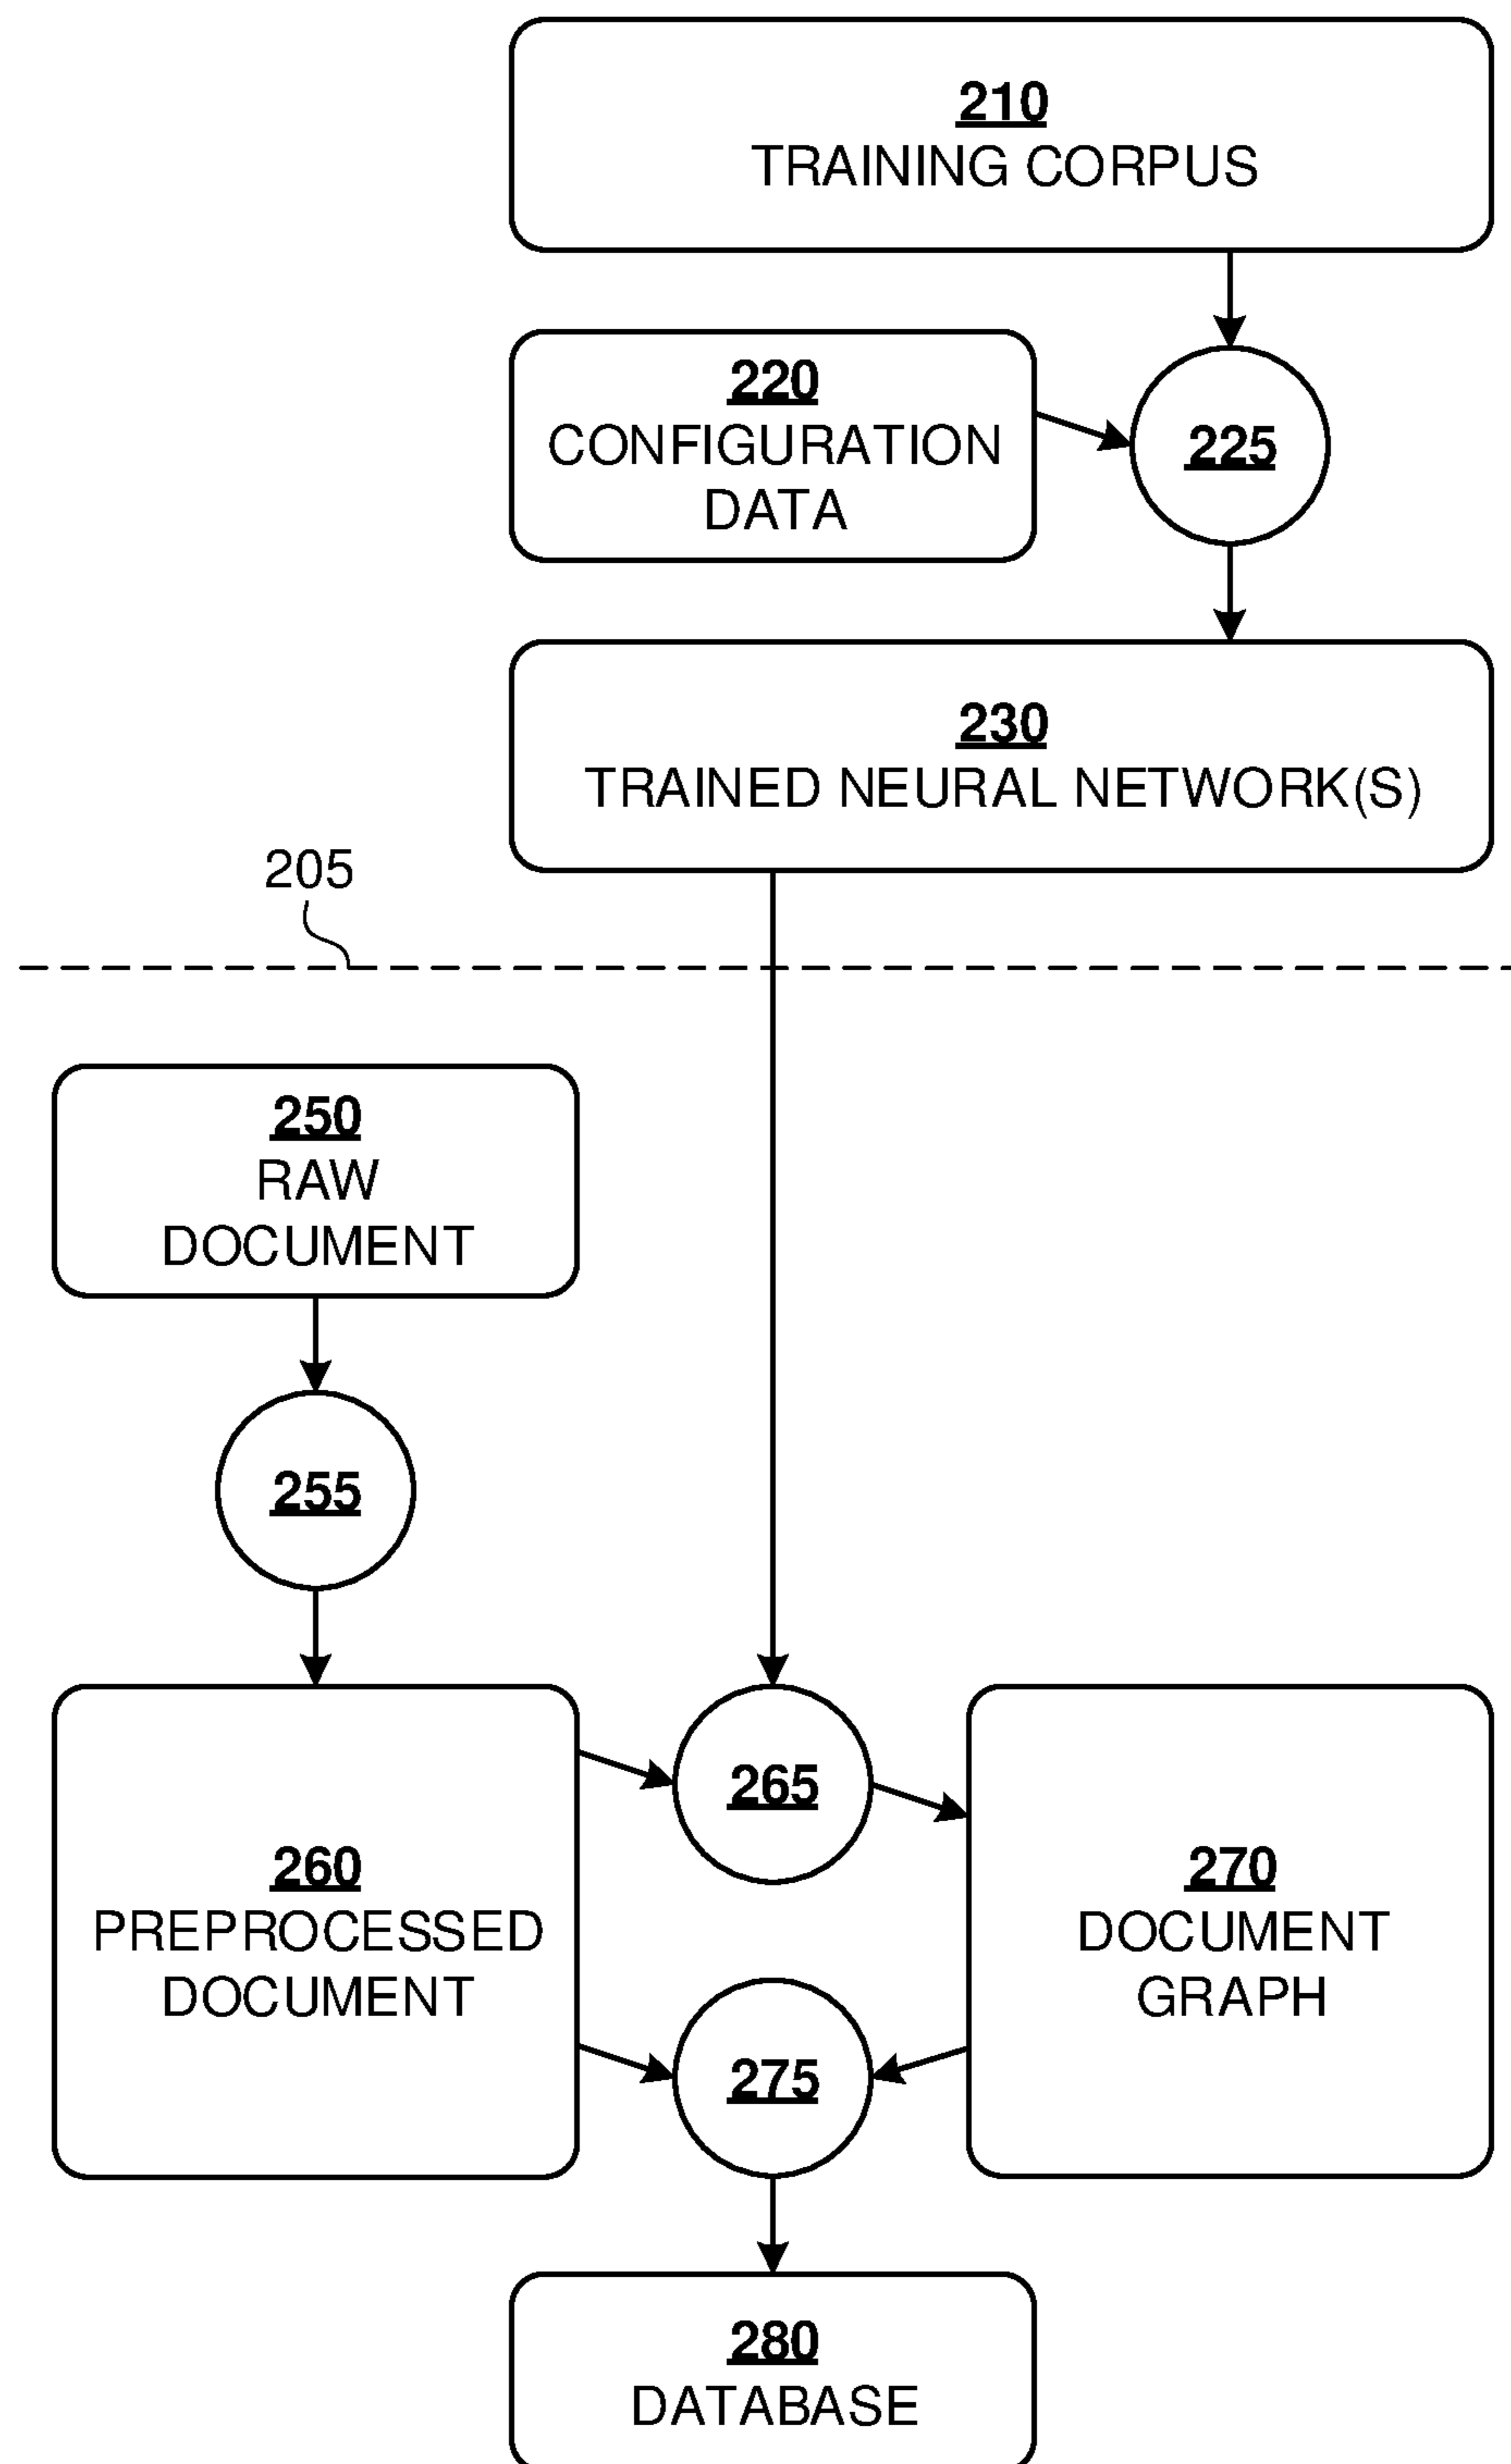 210
TRAINING CORPUS
220
CONFIGURATION
DATA
225
230
TRAINED NEURAL NETWORK(S)
205
250
RAW
DOCUMENT
255
260
PREPROCESSED
DOCUMENT
265
270
DOCUMENT
GRAPH
275
280
DATABASE